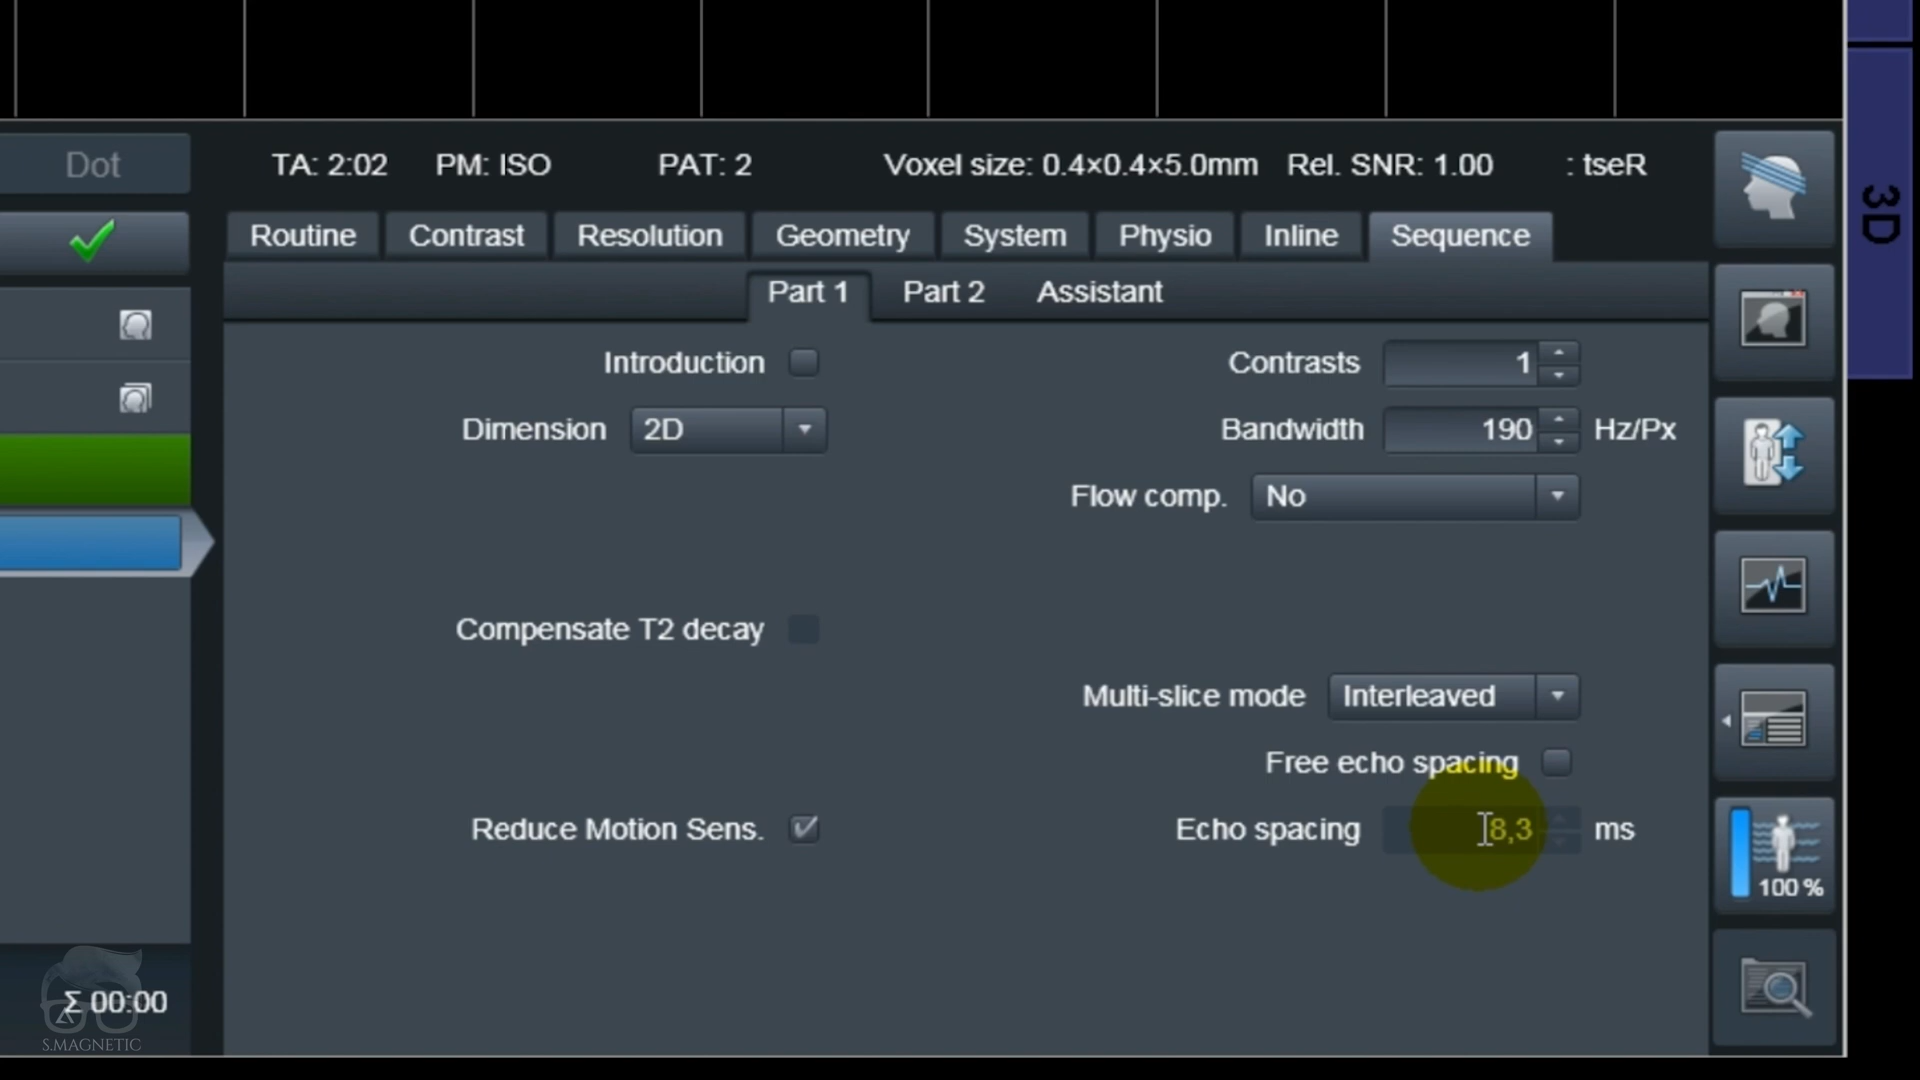 Dot
TA: 2:02 PM: ISO PAT: 2 Voxel size: 0.4×0.4×5.0mm Rel. SNR: 1.00 : tseR
Routine Contrast Resolution Geometry System Physio Inline Sequence
Part 1 Part 2 Assistant
Introduction Contrasts 1
Dimension 2D Bandwidth 190 Hz/Px
Flow comp. No
Compensate T2 decay
Multi-slice mode Interleaved
Free echo spacing
Reduce Motion Sens. Echo spacing 8,3 ms
100 %
Σ 00:00
S.MAGNETIC
3D